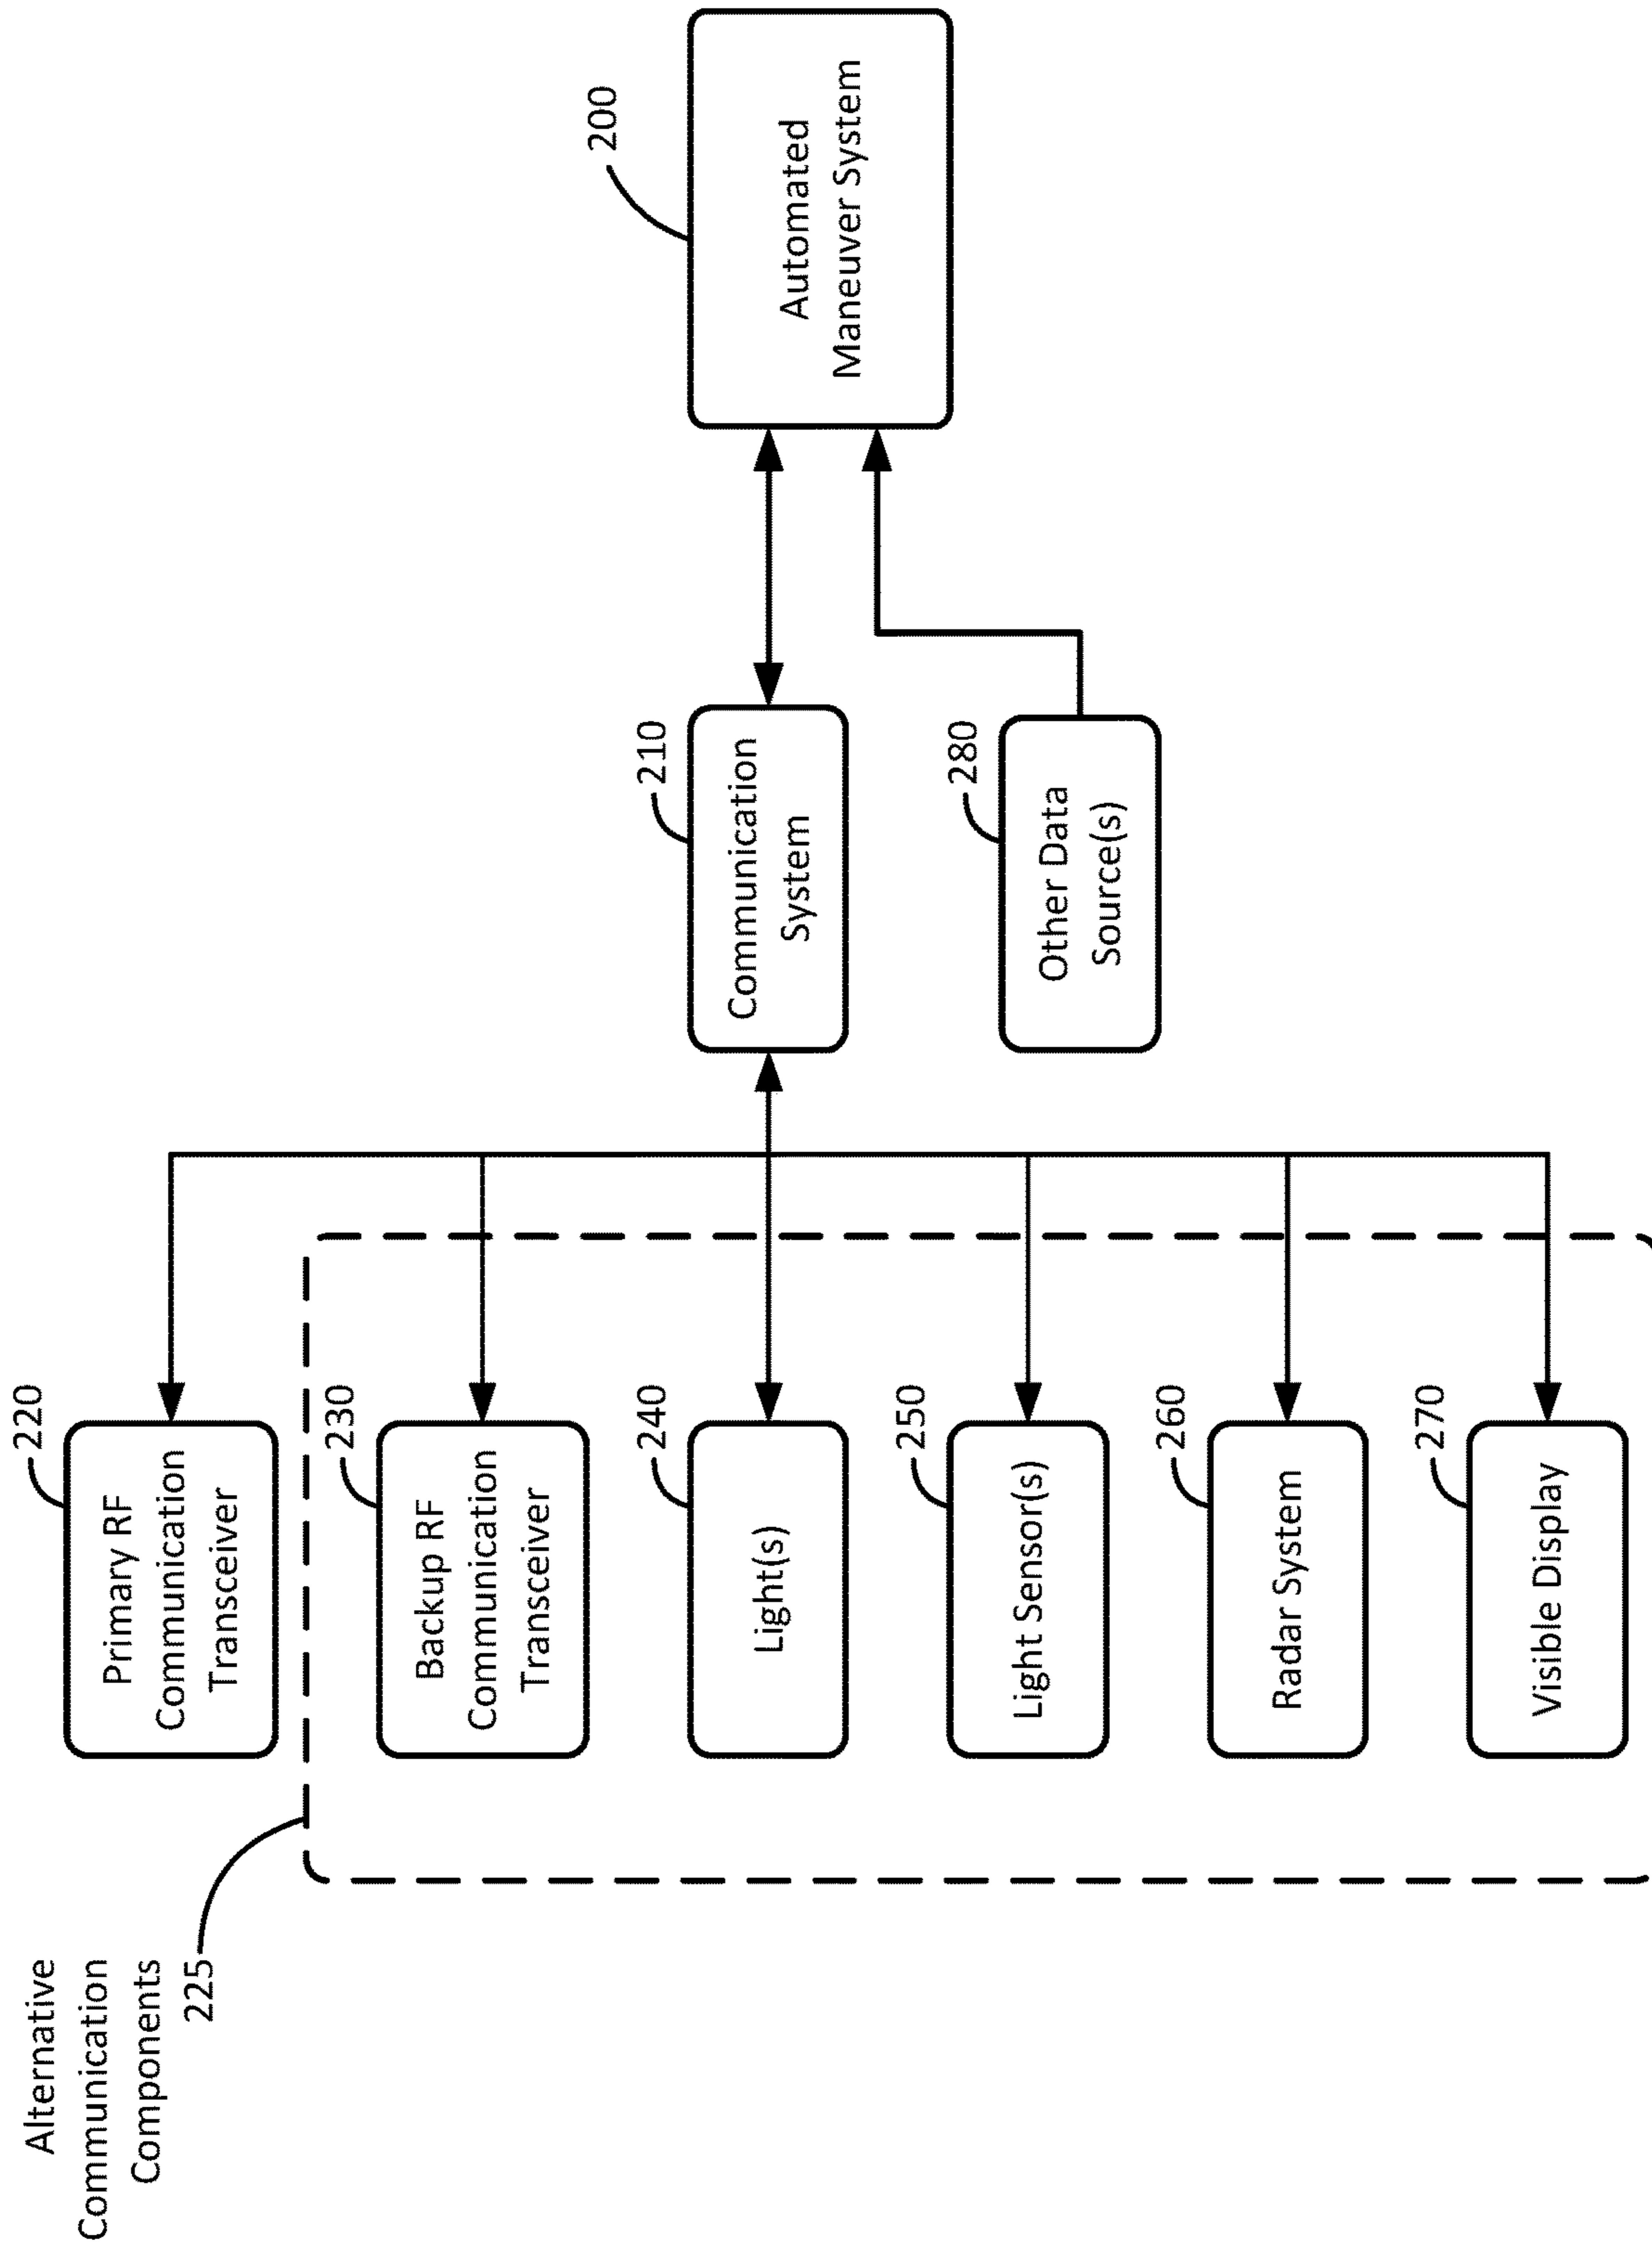 Alternative
Communication
Components
225
220
Primary RF
Communication
Transceiver
230
Backup RF
Communication
Transceiver
240
Light(s)
250
Light Sensor(s)
260
Radar System
270
Visible Display
210
Communication
System
280
Other Data
Source(s)
200
Automated
Maneuver System